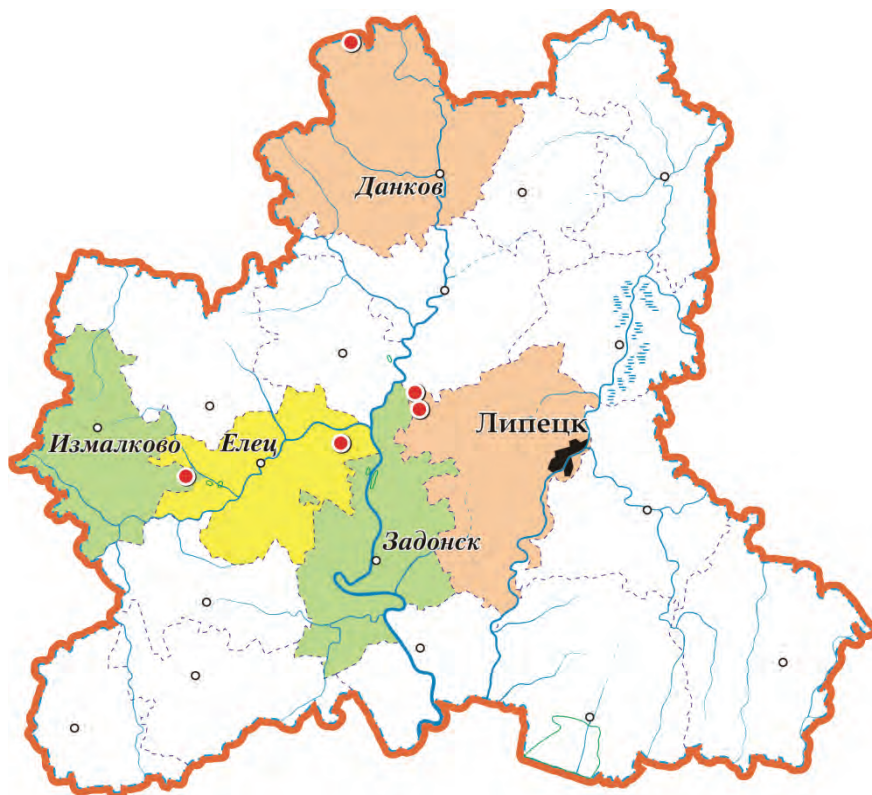 Данков
Липецк
Измалково
Елец
Задонск